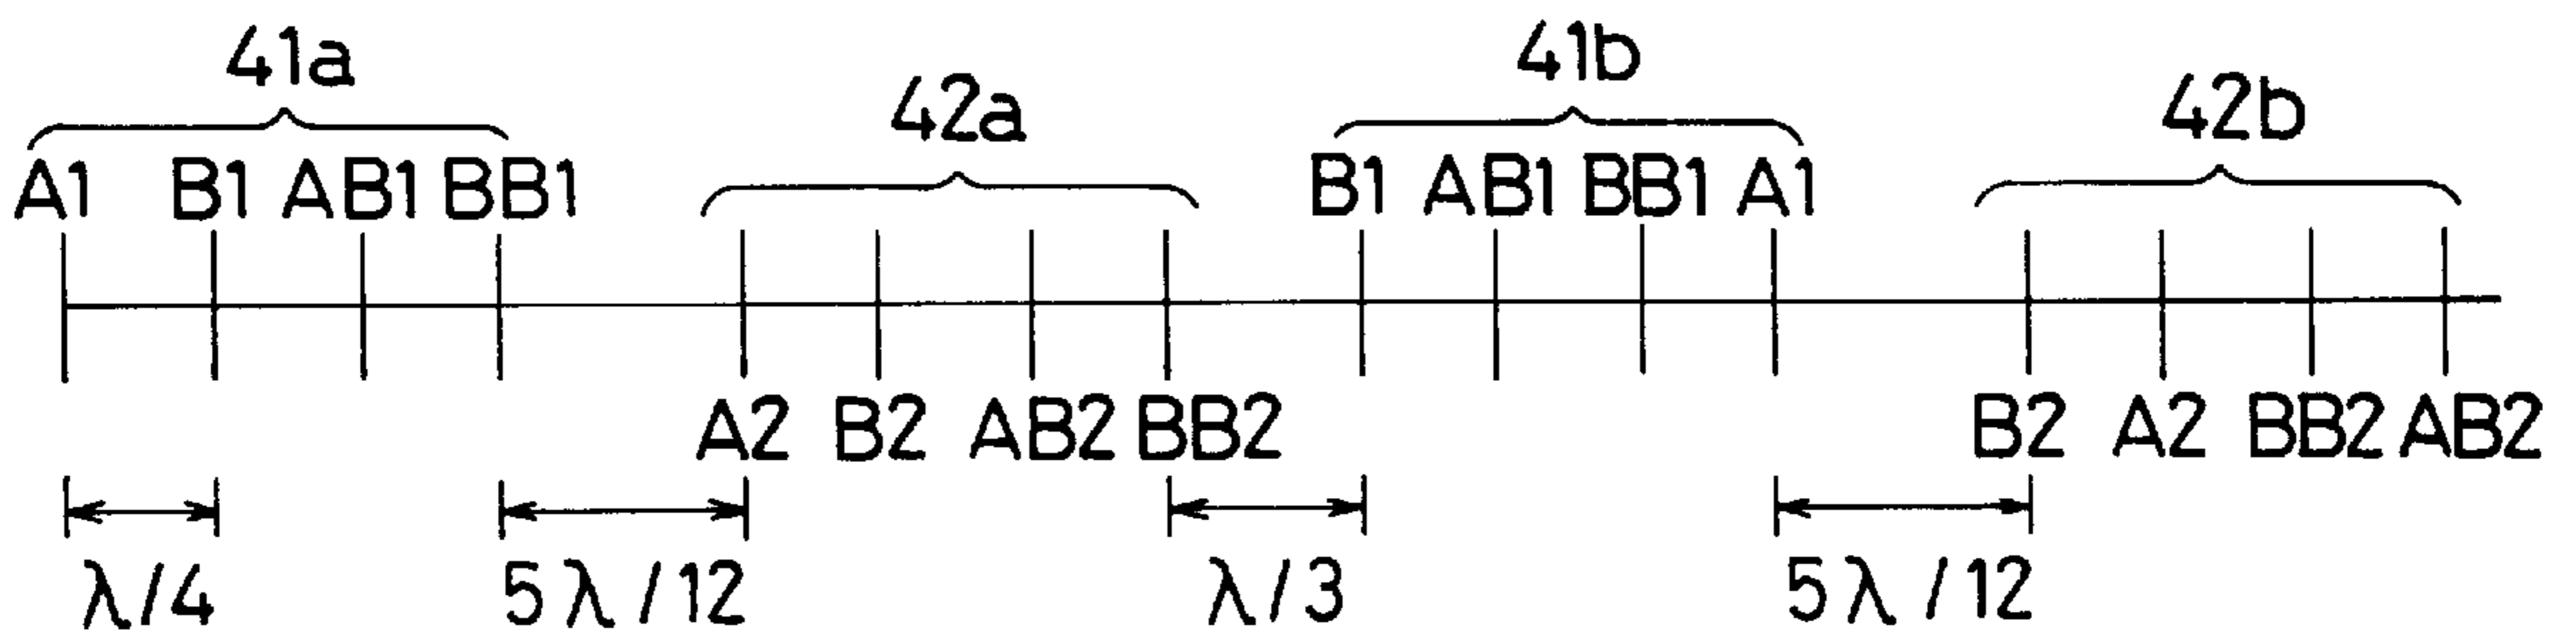 41a 41b
42a 42b
A1 B1 AB1 BB1 B1 AB1 BB1 A1
A2 B2 AB2 BB2 B2 A2 BB2 AB2
λ/4 5λ/12 λ/3 5λ/12